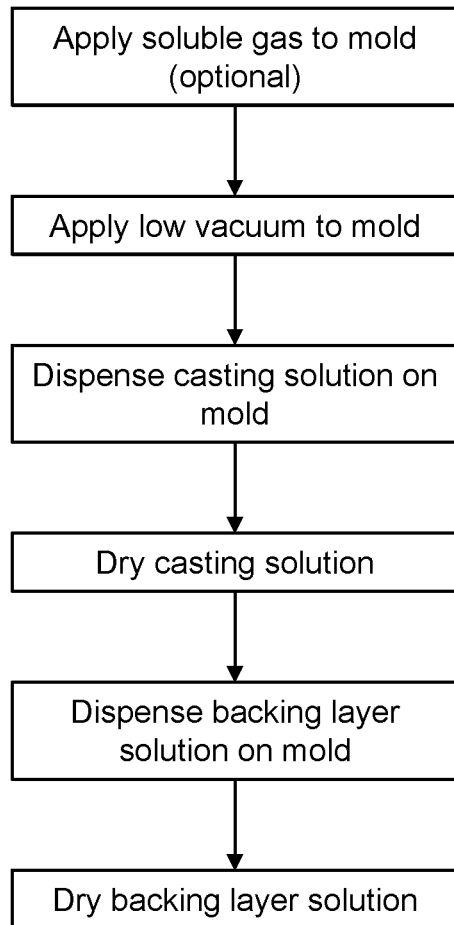 Apply soluble gas to mold
(optional)
Apply low vacuum to mold
Dispense casting solution on
mold
Dry casting solution
Dispense backing layer
solution on mold
Dry backing layer solution